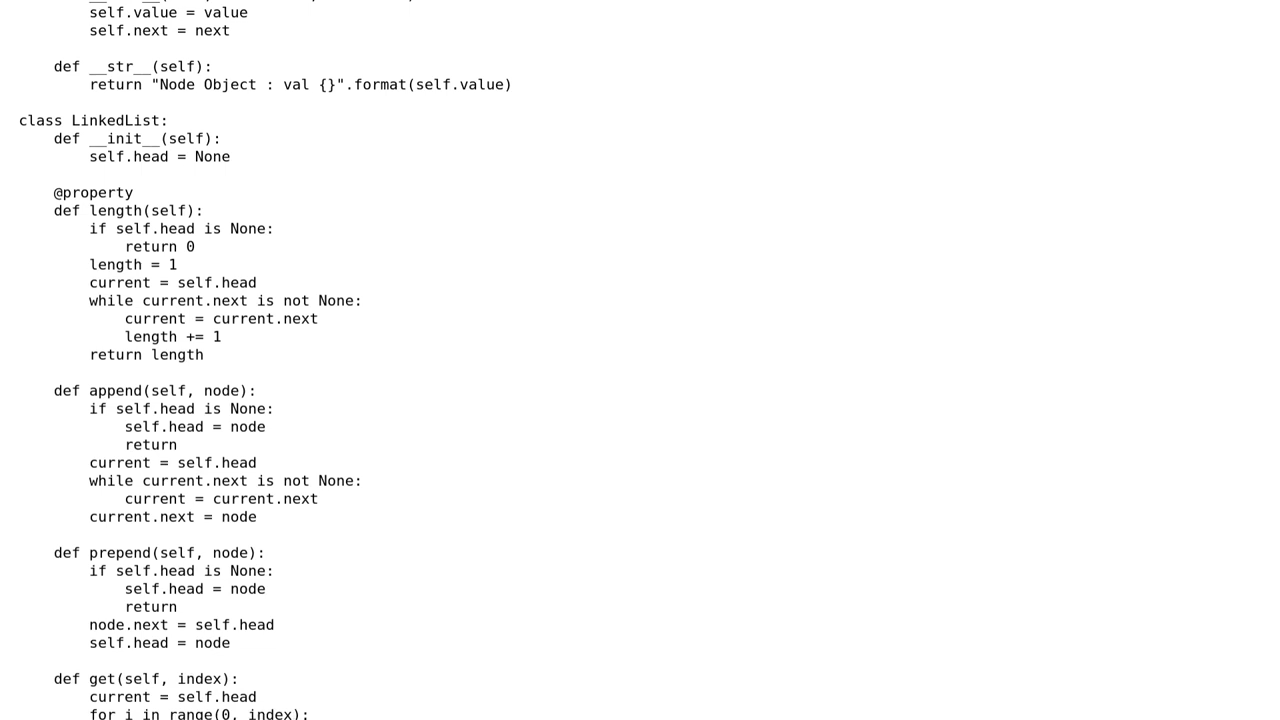 self.value = value
        self.next = next

    def __str__(self):
        return "Node Object : val {}".format(self.value)

class LinkedList:
    def __init__(self):
        self.head = None

    @property
    def length(self):
        if self.head is None:
            return 0
        length = 1
        current = self.head
        while current.next is not None:
            current = current.next
            length += 1
        return length

    def append(self, node):
        if self.head is None:
            self.head = node
            return
        current = self.head
        while current.next is not None:
            current = current.next
        current.next = node

    def prepend(self, node):
        if self.head is None:
            self.head = node
            return
        node.next = self.head
        self.head = node

    def get(self, index):
        current = self.head
        for i in range(0, index):